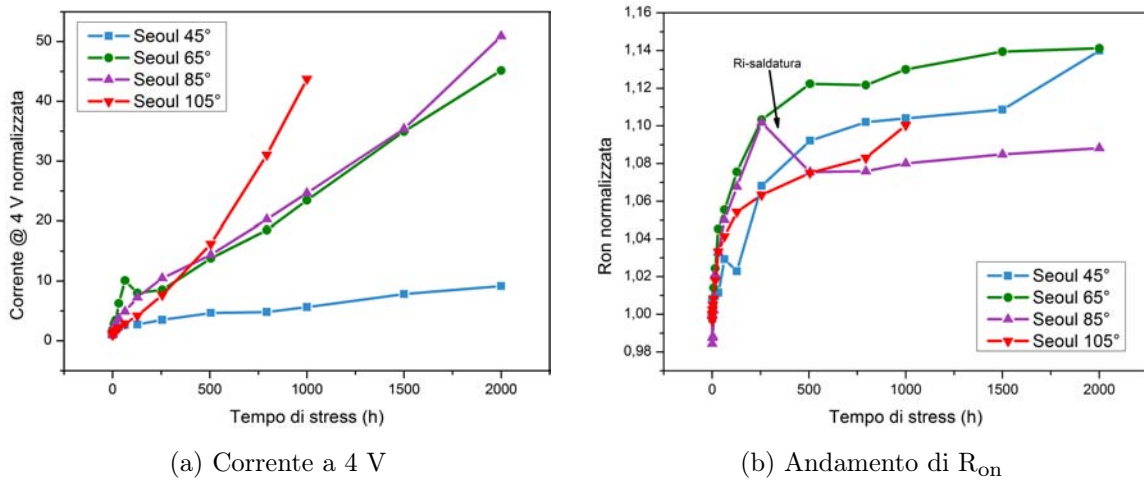 Corrente @ 4 V normalizzata
50
40
30
20
10
0
Seoul 45°
Seoul 65°
Seoul 85°
Seoul 105°
0
500
1000
1500
2000
Tempo di stress (h)
(a) Corrente a 4 V
Ron normalizzata
1,14
1,12
1,10
1,08
1,06
1,04
1,02
1,00
0,98
Ri-saldatura
Seoul 45°
Seoul 65°
Seoul 85°
Seoul 105°
0
500
1000
1500
2000
Tempo di stress (h)
(b) Andamento di Ron